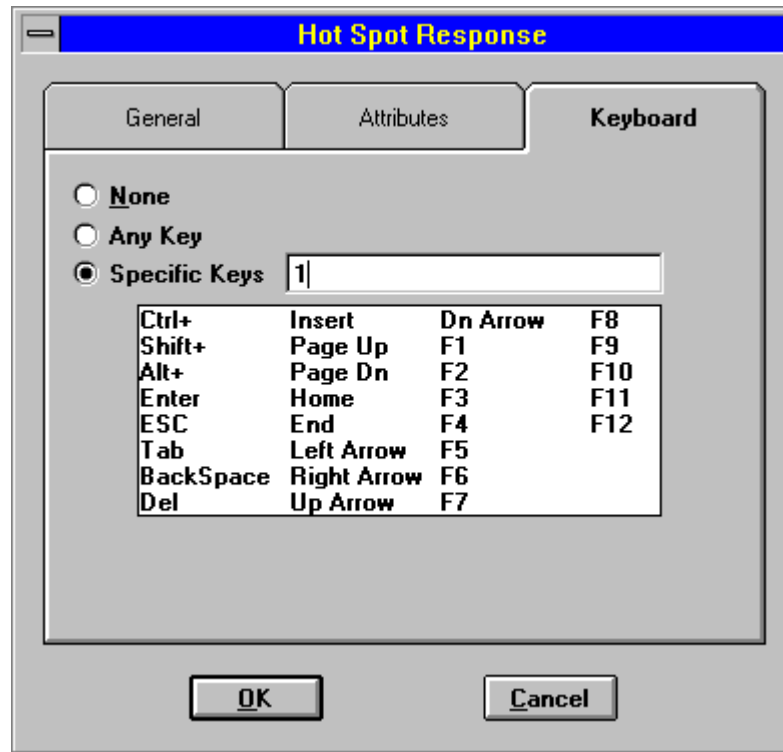 Hot Spot Response
General Attributes Keyboard
None
Any Key
Specific Keys 1
Ctrl+ Insert Dn Arrow F8
Shift+ Page Up F1 F9
Alt+ Page Dn F2 F10
Enter Home F3 F11
ESC End F4 F12
Tab Left Arrow F5
BackSpace Right Arrow F6
Del Up Arrow F7
OK Cancel